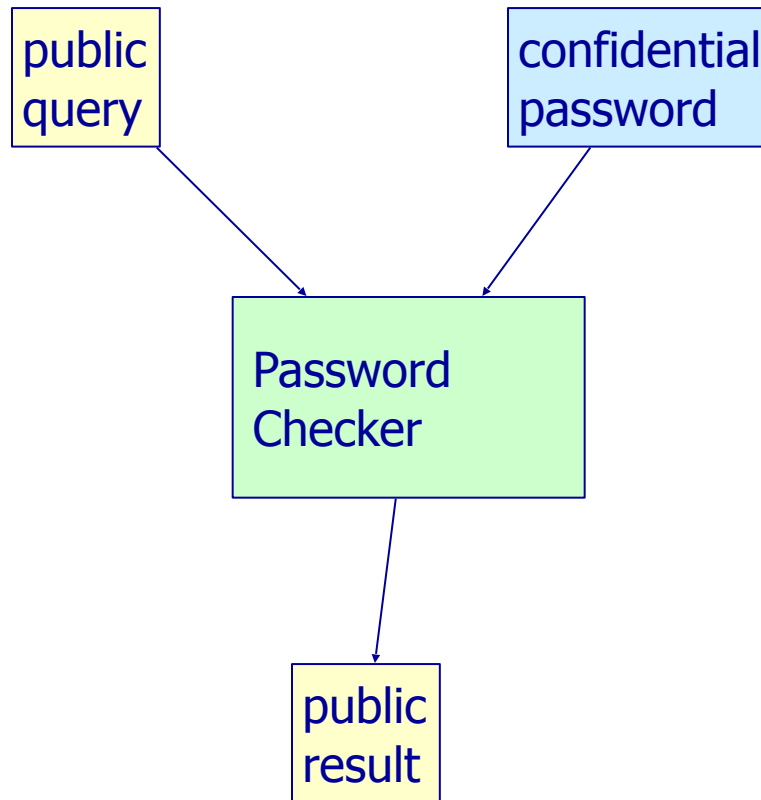 public
query
confidential
password
Password
Checker
public
result